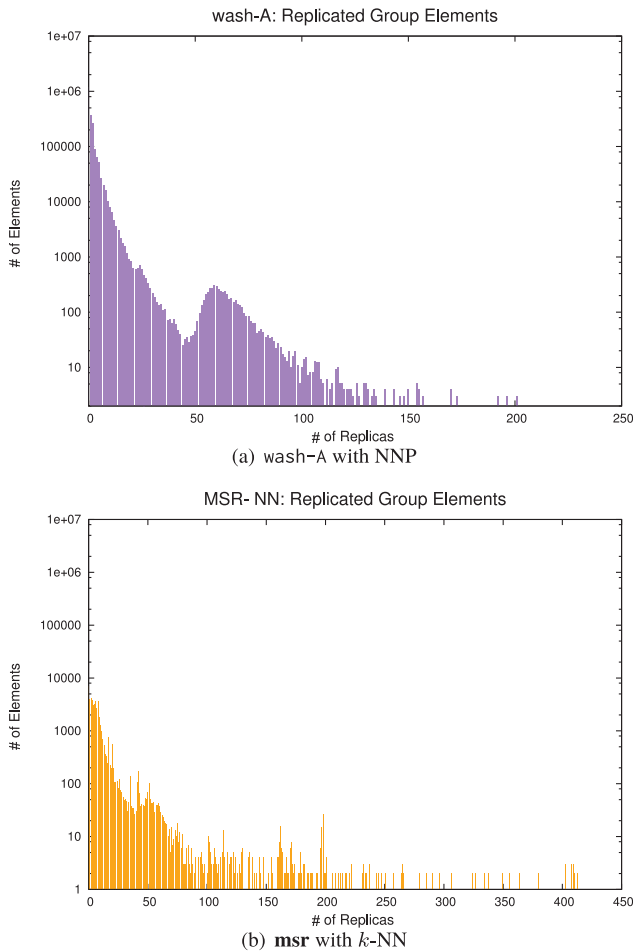 wash-A: Replicated Group Elements
1e+07
1e+06
100000
10000
1000
100
10
# of Elements
0 50 100 150 200 250
# of Replicas
(a) wash-A with NNP
MSR- NN: Replicated Group Elements
1e+07
1e+06
100000
10000
1000
100
10
1
# of Elements
0 50 100 150 200 250 300 350 400 450
# of Replicas
(b) msr with k-NN